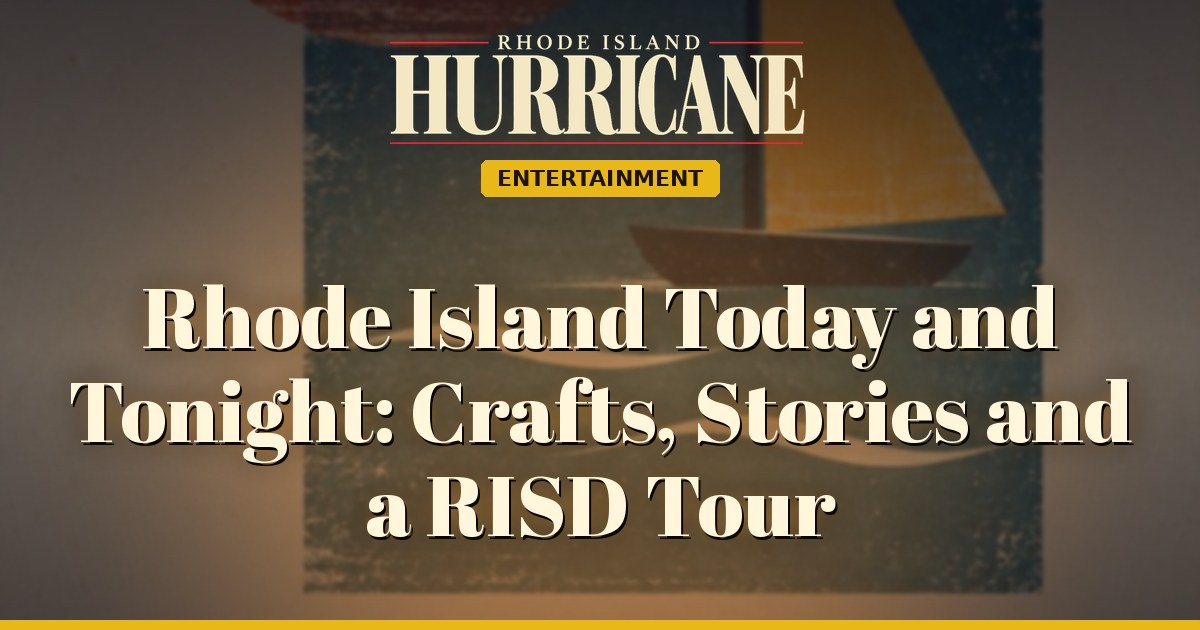 RHODE ISLAND
HURRICANE
ENTERTAINMENT
Rhode Island Today and
Tonight: Crafts, Stories and
a RISD Tour